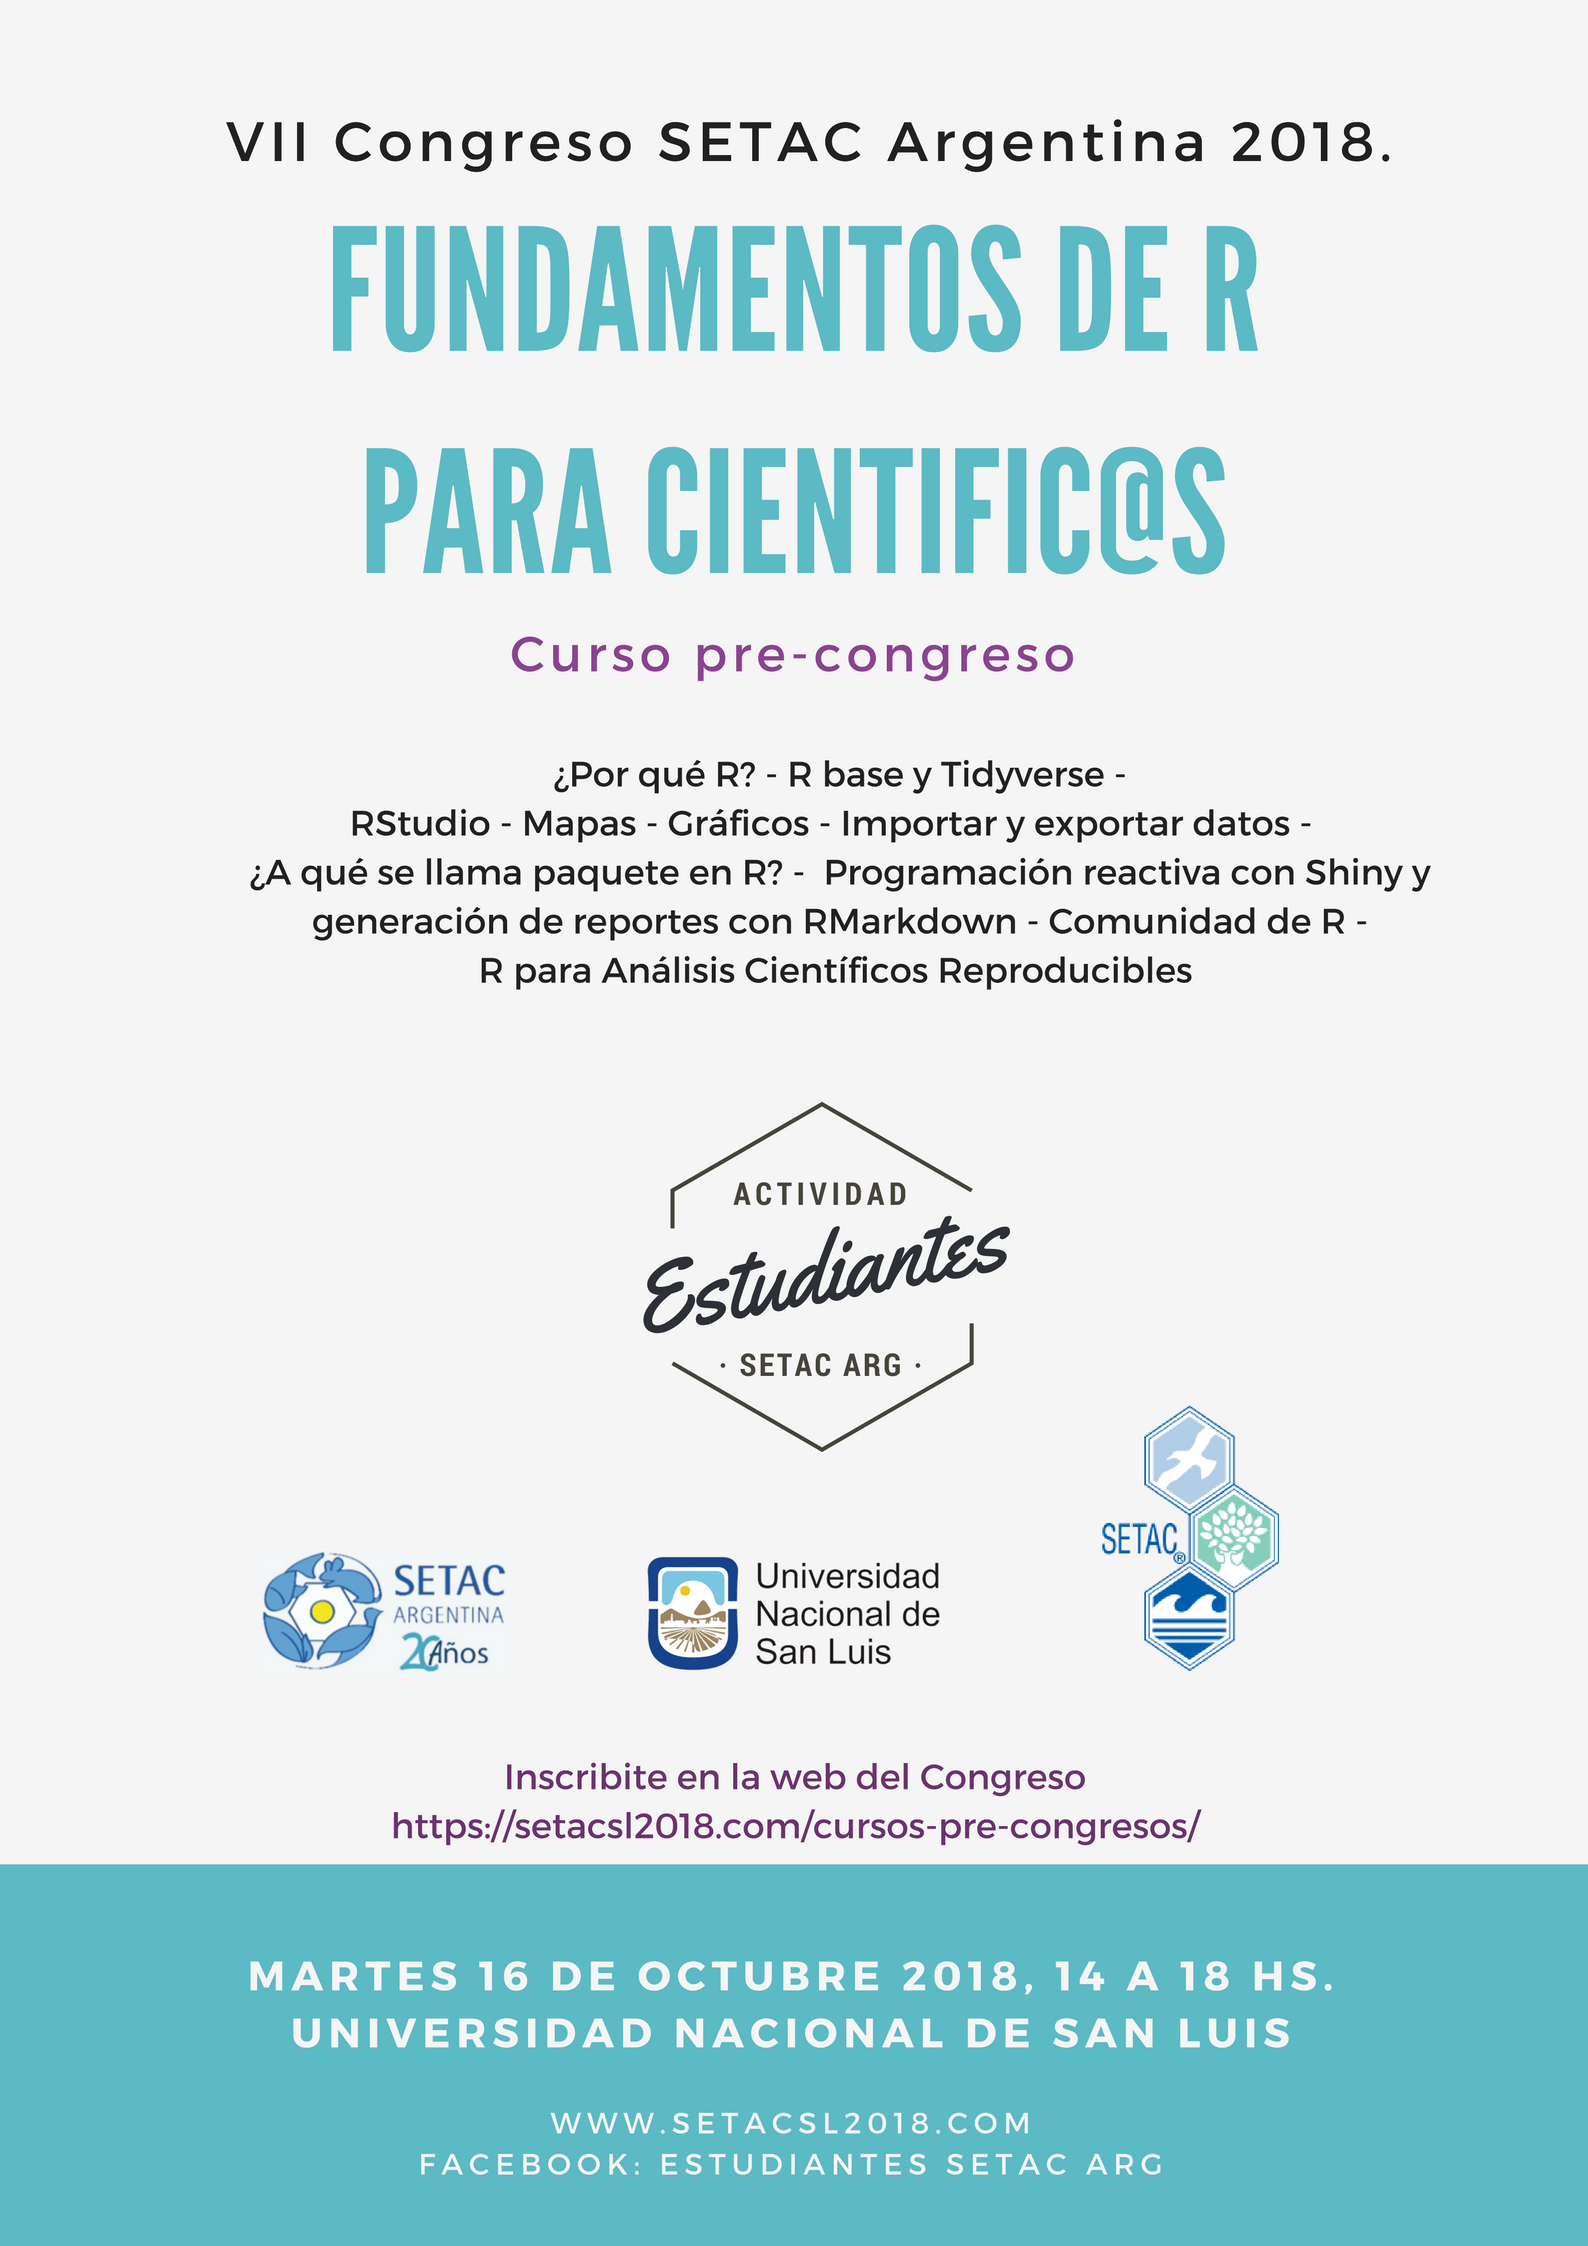 VII Congreso SETAC Argentina 2018.
FUNDAMENTOS DE R
PARA CIENTIFIC@S
Curso pre-congreso
¿Por qué R? - R base y Tidyverse -
RStudio - Mapas - Gráficos - Importar y exportar datos -
¿A qué se llama paquete en R? - Programación reactiva con Shiny y
generación de reportes con RMarkdown - Comunidad de R -
R para Análisis Científicos Reproducibles
ACTIVIDAD
Estudiantes
· SETAC ARG ·
SETAC
ARGENTINA
20Años
Universidad
Nacional de
San Luis
SETAC®
Inscribite en la web del Congreso
https://setacsl2018.com/cursos-pre-congresos/
MARTES 16 DE OCTUBRE 2018, 14 A 18 HS.
UNIVERSIDAD NACIONAL DE SAN LUIS
WWW.SETACSL2018.COM
FACEBOOK: ESTUDIANTES SETAC ARG